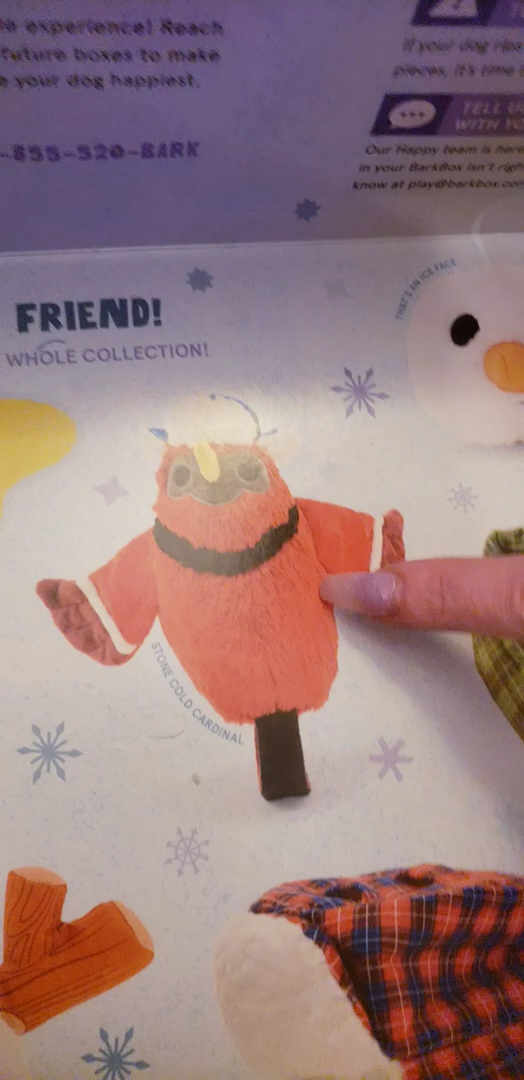 le experience! Reach
future boxes to make
e your dog happiest.
-855-520-BARK
If your dog rips
pieces, it's time
TELL U
WITH YO
Our Happy team is here
in your BarkBox isn't righ
know at play@barkbox.com
FRIEND!
WHOLE COLLECTION!
THAT'S AN ICE FACE
STONE COLD CARDINAL